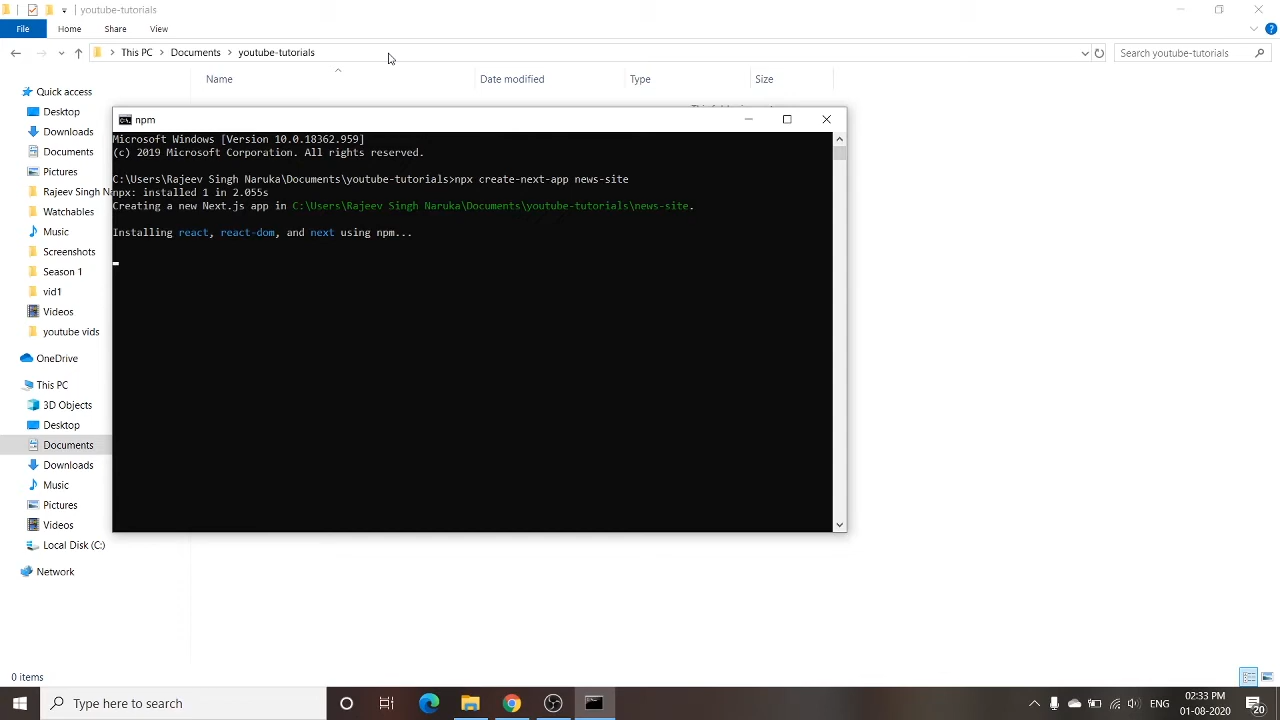 youtube-tutorials
File Home Share View
This PC Documents youtube-tutorials
Search youtube-tutorials
Name Date modified Type Size
Quick access
Desktop
Downloads
Documents
Pictures
Rajeev Singh N
Watchables
Music
Screenshots
Season 1
vid1
Videos
youtube vids
OneDrive
This PC
3D Objects
Desktop
Documents
Downloads
Music
Pictures
Videos
Local Disk (C)
Network
0 items
npm
Microsoft Windows [Version 10.0.18362.959]
(c) 2019 Microsoft Corporation. All rights reserved.
C:\Users\Rajeev Singh Naruka\Documents\youtube-tutorials>npx create-next-app news-site
npx: installed 1 in 2.055s
Creating a new Next.js app in C:\Users\Rajeev Singh Naruka\Documents\youtube-tutorials\news-site.
Installing react, react-dom, and next using npm...
Type here to search
ENG
02:33 PM
01-08-2020
20